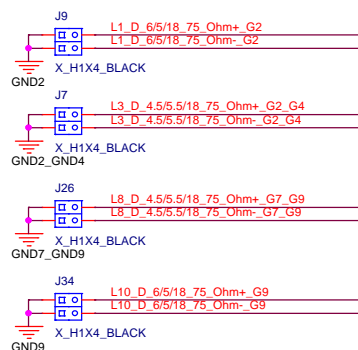 J9
L1_D_6/5/18_75_Ohm+_G2
L1_D_6/5/18_75_Ohm-_G2
GND2
X_H1X4_BLACK
J7
L3_D_4.5/5.5/18_75_Ohm+_G2_G4
L3_D_4.5/5.5/18_75_Ohm-_G2_G4
GND2_GND4
X_H1X4_BLACK
J26
L8_D_4.5/5.5/18_75_Ohm+_G7_G9
L8_D_4.5/5.5/18_75_Ohm-_G7_G9
GND7_GND9
X_H1X4_BLACK
J34
L10_D_6/5/18_75_Ohm+_G9
L10_D_6/5/18_75_Ohm-_G9
GND9
X_H1X4_BLACK